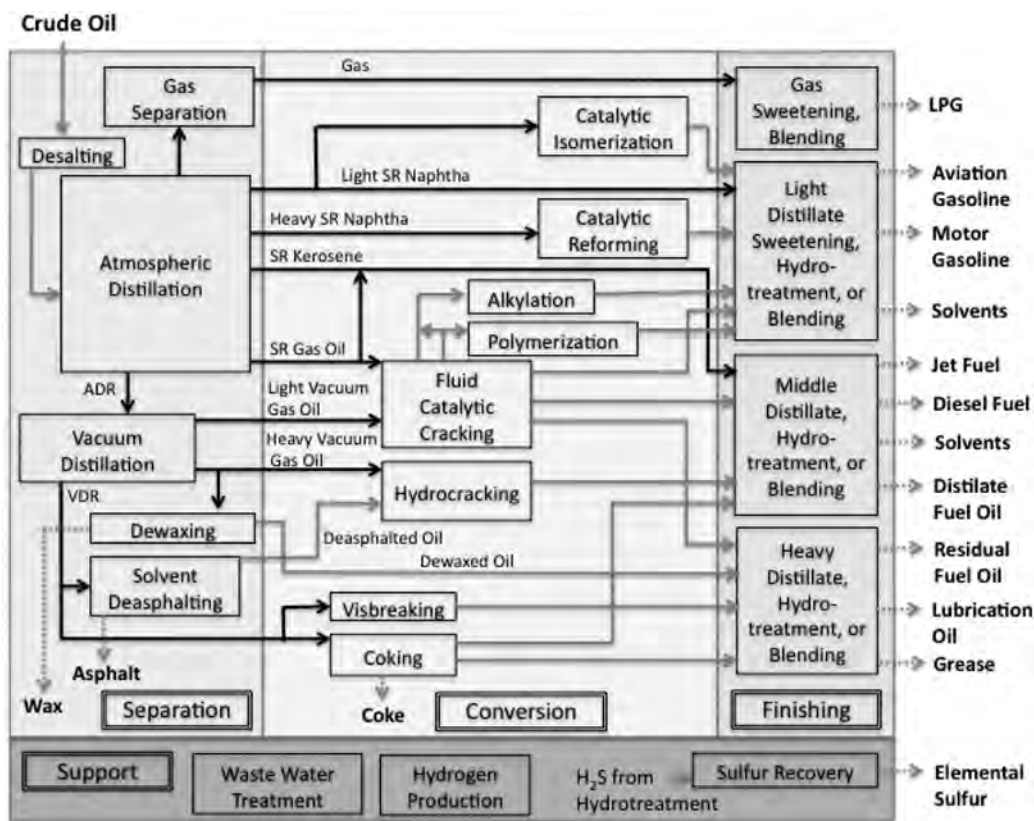 Crude Oil
Gas
Separation
Desalting
Atmospheric
Distillation
ADR
Vacuum
Distillation
VDR
Dewaxing
Solvent
Deasphalting
Wax
Asphalt
Separation
Gas
Light SR Naphtha
Heavy SR Naphtha
SR Kerosene
SR Gas Oil
Light Vacuum
Gas Oil
Heavy Vacuum
Gas Oil
Deasphalted Oil
Dewaxed Oil
Catalytic
Isomerization
Catalytic
Reforming
Alkylation
Polymerization
Fluid
Catalytic
Cracking
Hydrocracking
Visbreaking
Coking
Coke
Conversion
Gas
Sweetening,
Blending
Light
Distillate
Sweetening,
Hydro-
treatment, or
Blending
Middle
Distillate,
Hydro-
treatment, or
Blending
Heavy
Distillate,
Hydro-
treatment, or
Blending
Finishing
LPG
Aviation
Gasoline
Motor
Gasoline
Solvents
Jet Fuel
Diesel Fuel
Solvents
Distilate
Fuel Oil
Residual
Fuel Oil
Lubrication
Oil
Grease
Support
Waste Water
Treatment
Hydrogen
Production
H₂S from
Hydrotreatment
Sulfur Recovery
Elemental
Sulfur